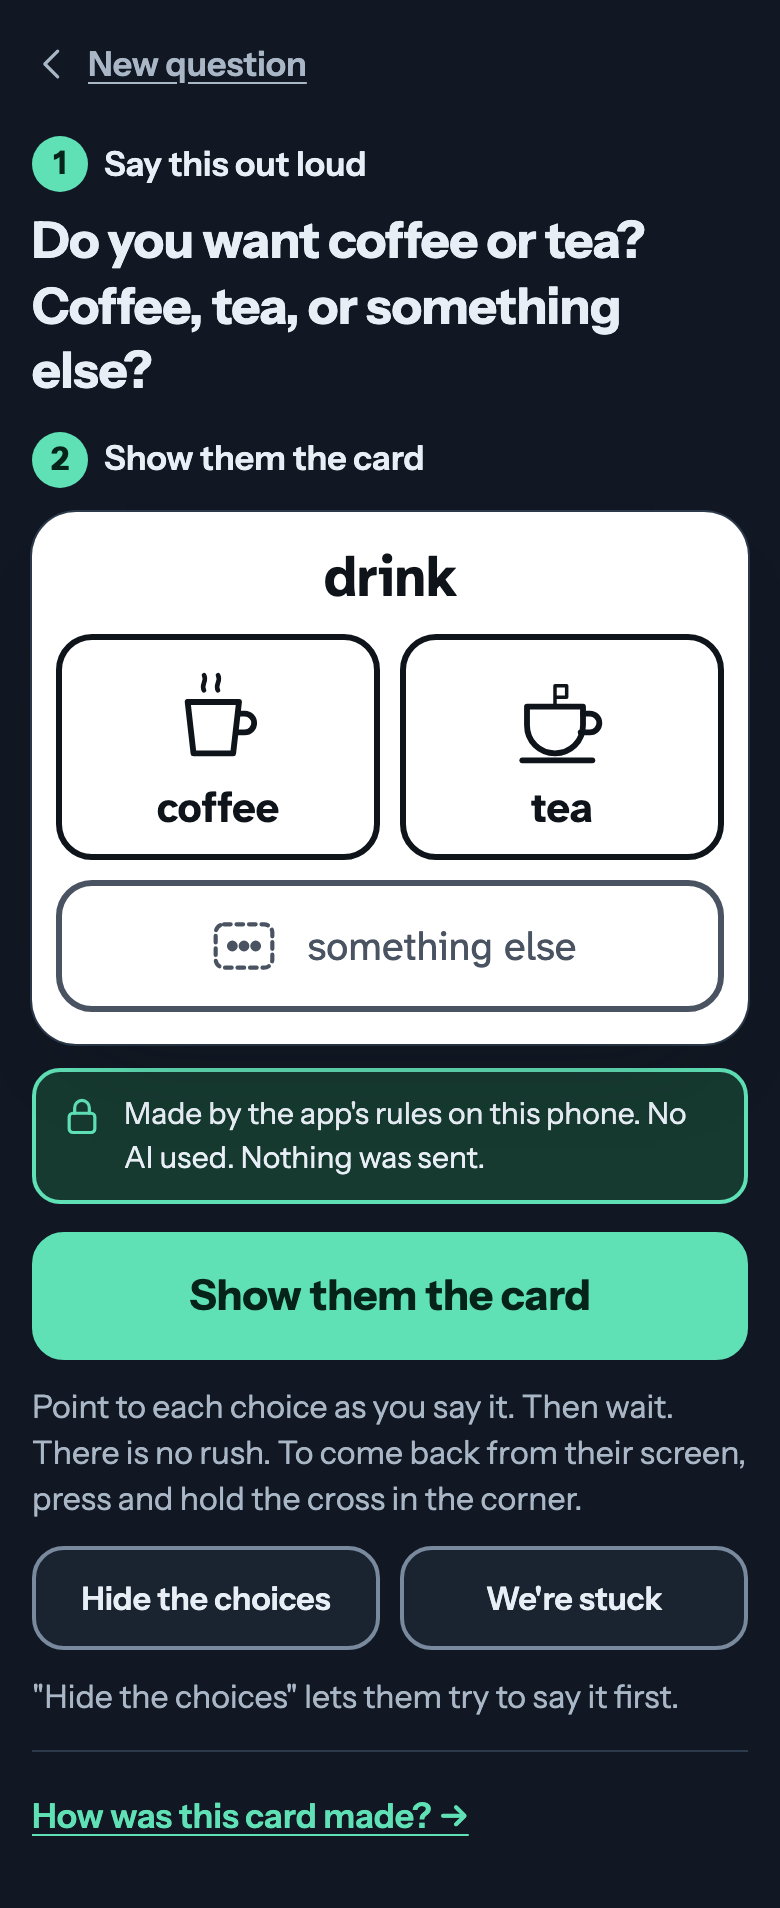 New question
1 Say this out loud
Do you want coffee or tea?
Coffee, tea, or something
else?
2 Show them the card
drink
coffee
tea
something else
Made by the app's rules on this phone. No
AI used. Nothing was sent.
Show them the card
Point to each choice as you say it. Then wait.
There is no rush. To come back from their screen,
press and hold the cross in the corner.
Hide the choices
We're stuck
"Hide the choices" lets them try to say it first.
How was this card made? →